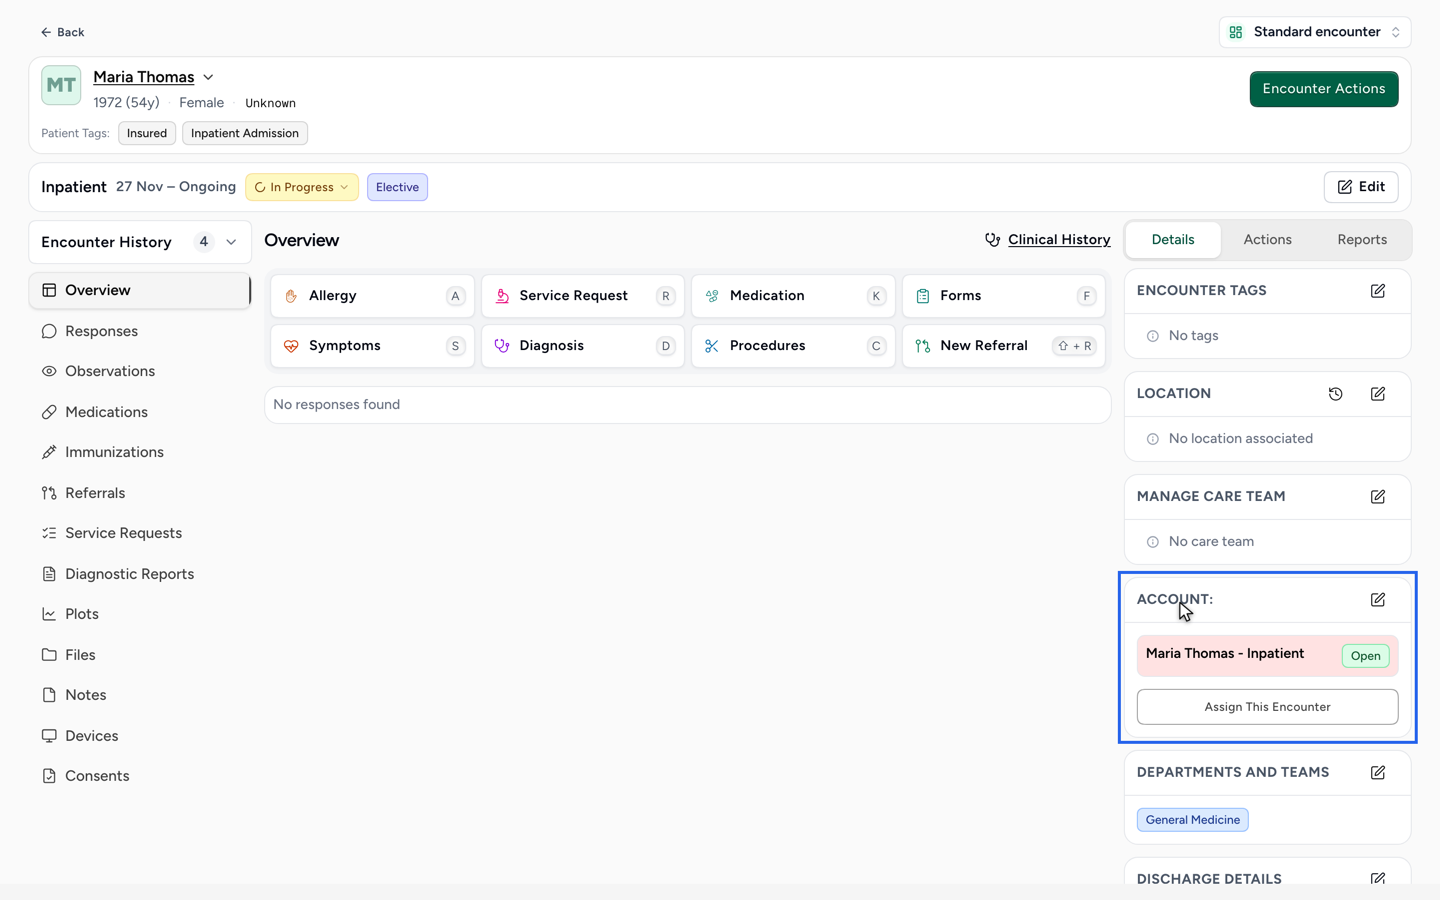 Back
Standard encounter
MT
Maria Thomas
1972 (54y) · Female · Unknown
Encounter Actions
Patient Tags: Insured Inpatient Admission
Inpatient 27 Nov – Ongoing In Progress Elective
Edit
Encounter History 4
Overview
Responses
Observations
Medications
Immunizations
Referrals
Service Requests
Diagnostic Reports
Plots
Files
Notes
Devices
Consents
Overview
Clinical History
Allergy A
Service Request R
Medication K
Forms F
Symptoms S
Diagnosis D
Procedures C
New Referral ⇧ + R
No responses found
Details Actions Reports
ENCOUNTER TAGS
No tags
LOCATION
No location associated
MANAGE CARE TEAM
No care team
ACCOUNT:
Maria Thomas - Inpatient Open
Assign This Encounter
DEPARTMENTS AND TEAMS
General Medicine
DISCHARGE DETAILS